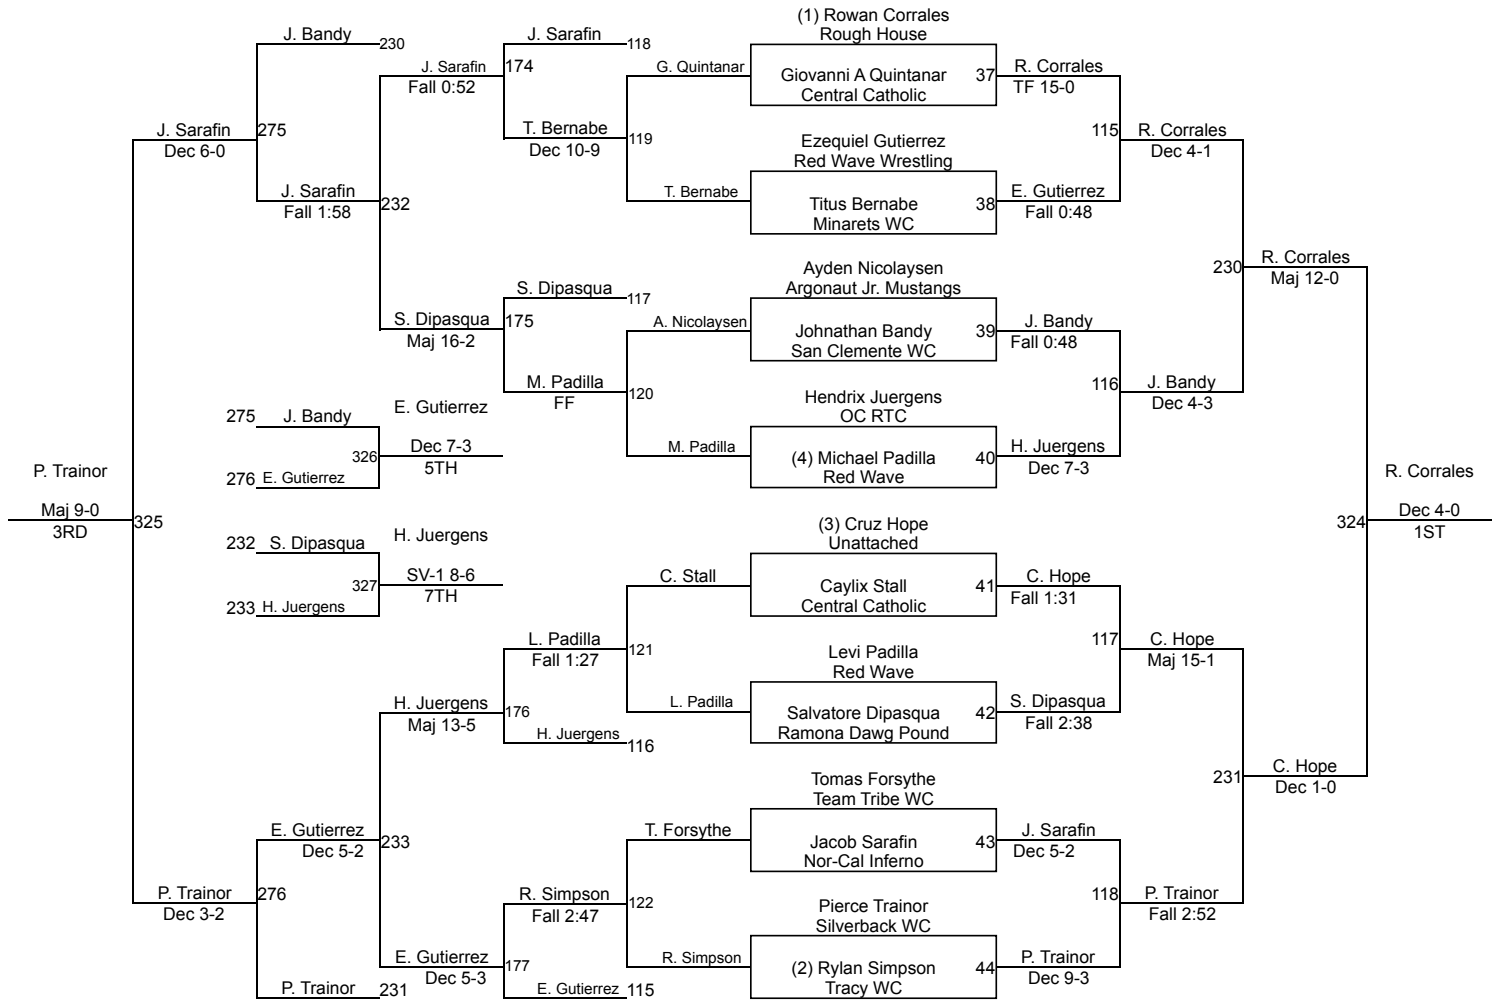 (1) Rowan Corrales
Rough House
J. Bandy 230
J. Sarafin 118
J. Sarafin 174
Fall 0:52
G. Quintanar
Giovanni A Quintanar 37
Central Catholic
R. Corrales
TF 15-0
J. Sarafin 275
Dec 6-0
T. Bernabe 119
Dec 10-9
115
R. Corrales
Dec 4-1
Ezequiel Gutierrez
Red Wave Wrestling
J. Sarafin 232
Fall 1:58
T. Bernabe
Titus Bernabe 38
Minarets WC
E. Gutierrez
Fall 0:48
Ayden Nicolaysen
Argonaut Jr. Mustangs
230
R. Corrales
Maj 12-0
S. Dipasqua 117
S. Dipasqua 175
Maj 16-2
A. Nicolaysen
Johnathan Bandy 39
San Clemente WC
J. Bandy
Fall 0:48
M. Padilla 120
FF
116
J. Bandy
Dec 4-3
Hendrix Juergens
OC RTC
275 J. Bandy
E. Gutierrez
326
Dec 7-3
5TH
276 E. Gutierrez
M. Padilla
(4) Michael Padilla 40
Red Wave
H. Juergens
Dec 7-3
P. Trainor
Maj 9-0
3RD
325
R. Corrales
324
Dec 4-0
1ST
(3) Cruz Hope
Unattached
232 S. Dipasqua
H. Juergens
327
SV-1 8-6
7TH
233 H. Juergens
C. Stall
Caylix Stall 41
Central Catholic
C. Hope
Fall 1:31
L. Padilla 121
Fall 1:27
117
C. Hope
Maj 15-1
Levi Padilla
Red Wave
H. Juergens 176
Maj 13-5
L. Padilla
Salvatore Dipasqua 42
Ramona Dawg Pound
S. Dipasqua
Fall 2:38
H. Juergens 116
Tomas Forsythe
Team Tribe WC
231
C. Hope
Dec 1-0
E. Gutierrez 233
Dec 5-2
T. Forsythe
Jacob Sarafin 43
Nor-Cal Inferno
J. Sarafin
Dec 5-2
P. Trainor 276
Dec 3-2
R. Simpson 122
Fall 2:47
118
P. Trainor
Fall 2:52
Pierce Trainor
Silverback WC
E. Gutierrez 177
Dec 5-3
R. Simpson
(2) Rylan Simpson 44
Tracy WC
P. Trainor
Dec 9-3
P. Trainor 231
E. Gutierrez 115